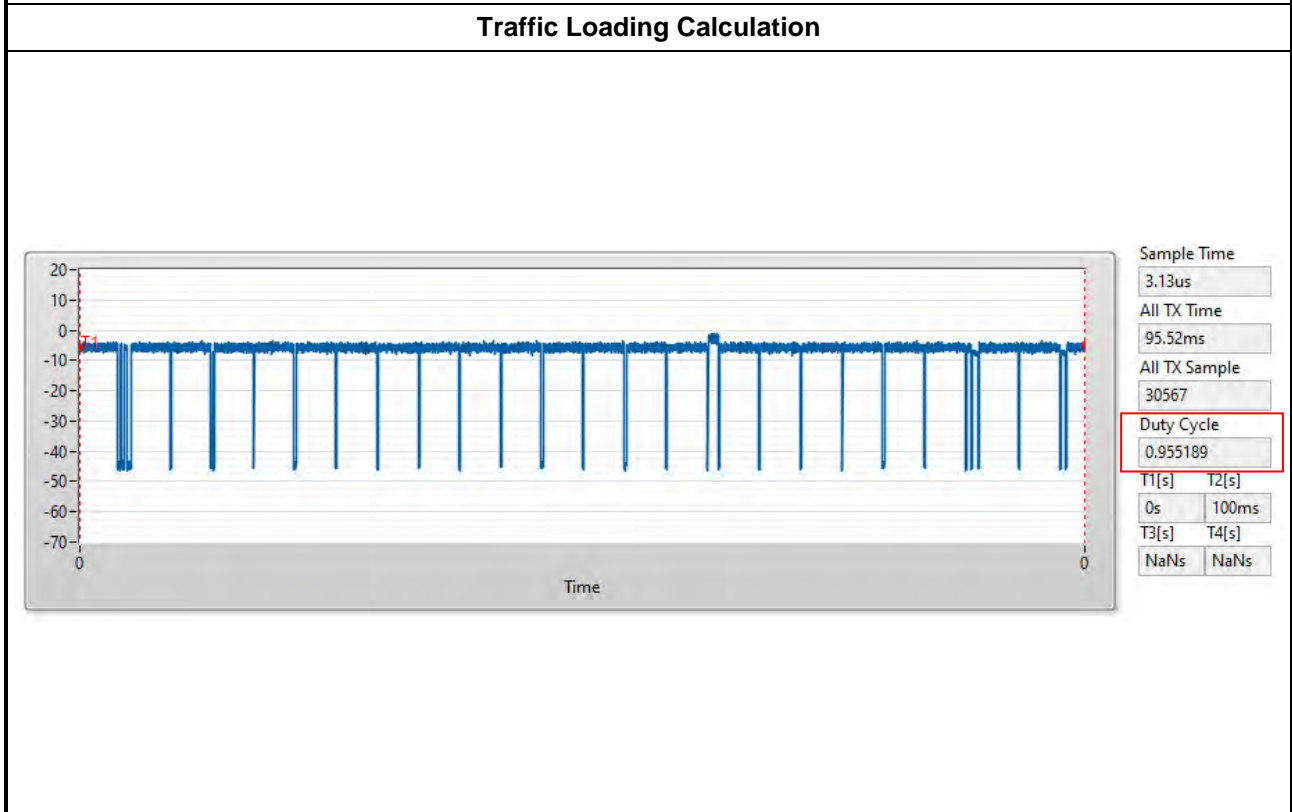 Traffic Loading Calculation
20
10
0
-10
-20
-30
-40
-50
-60
-70
T1
0
0
Time
Sample Time
3.13us
All TX Time
95.52ms
All TX Sample
30567
Duty Cycle
0.955189
T1[s] T2[s]
0s 100ms
T3[s] T4[s]
NaNs NaNs